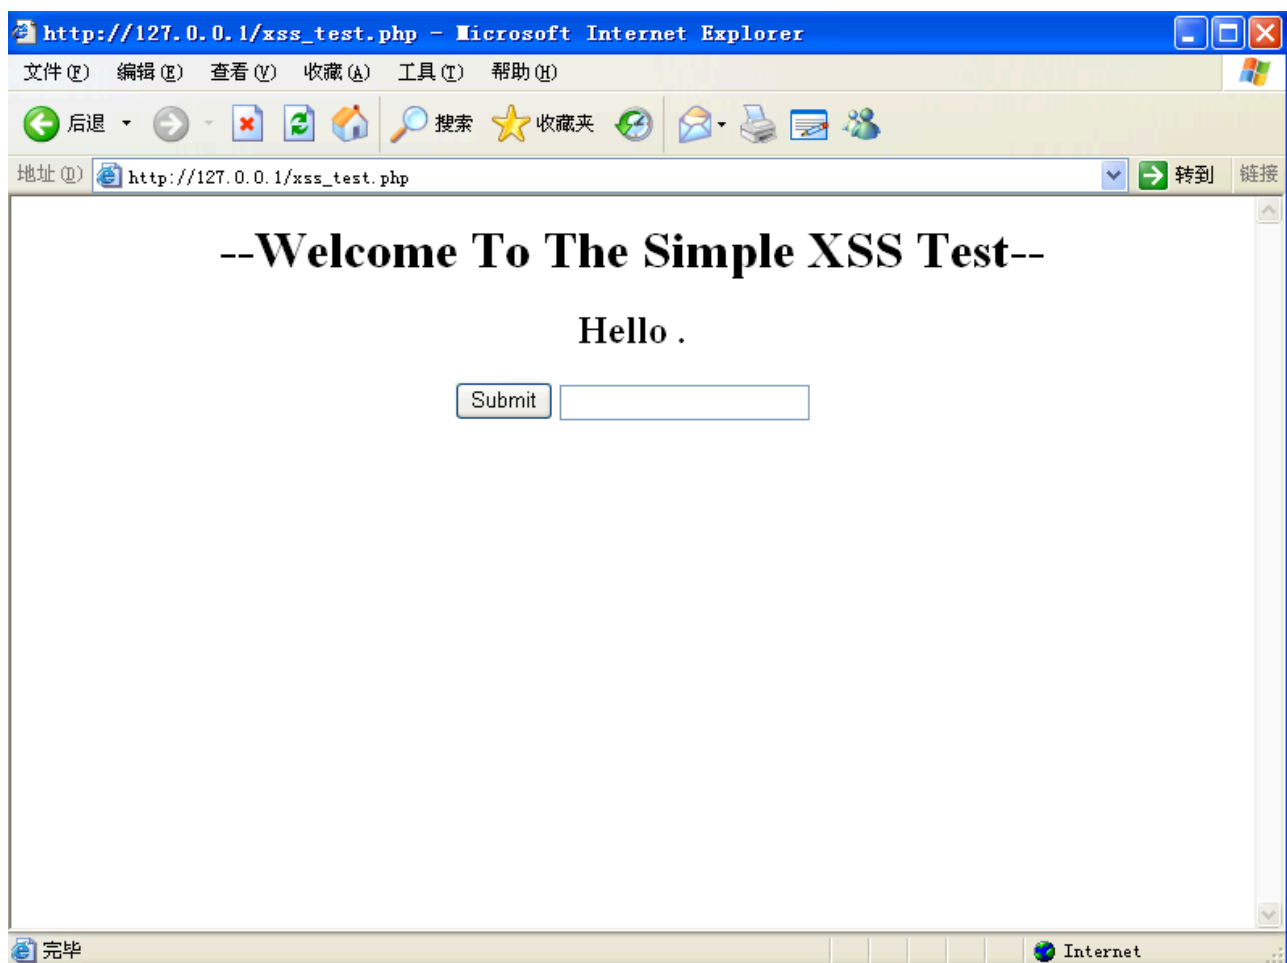 http://127.0.0.1/xss_test.php - Microsoft Internet Explorer
文件(F) 编辑(E) 查看(V) 收藏(A) 工具(T) 帮助(H)
后退 搜索 收藏夹
地址(D) http://127.0.0.1/xss_test.php 转到 链接
--Welcome To The Simple XSS Test--
Hello .
Submit
完毕 Internet